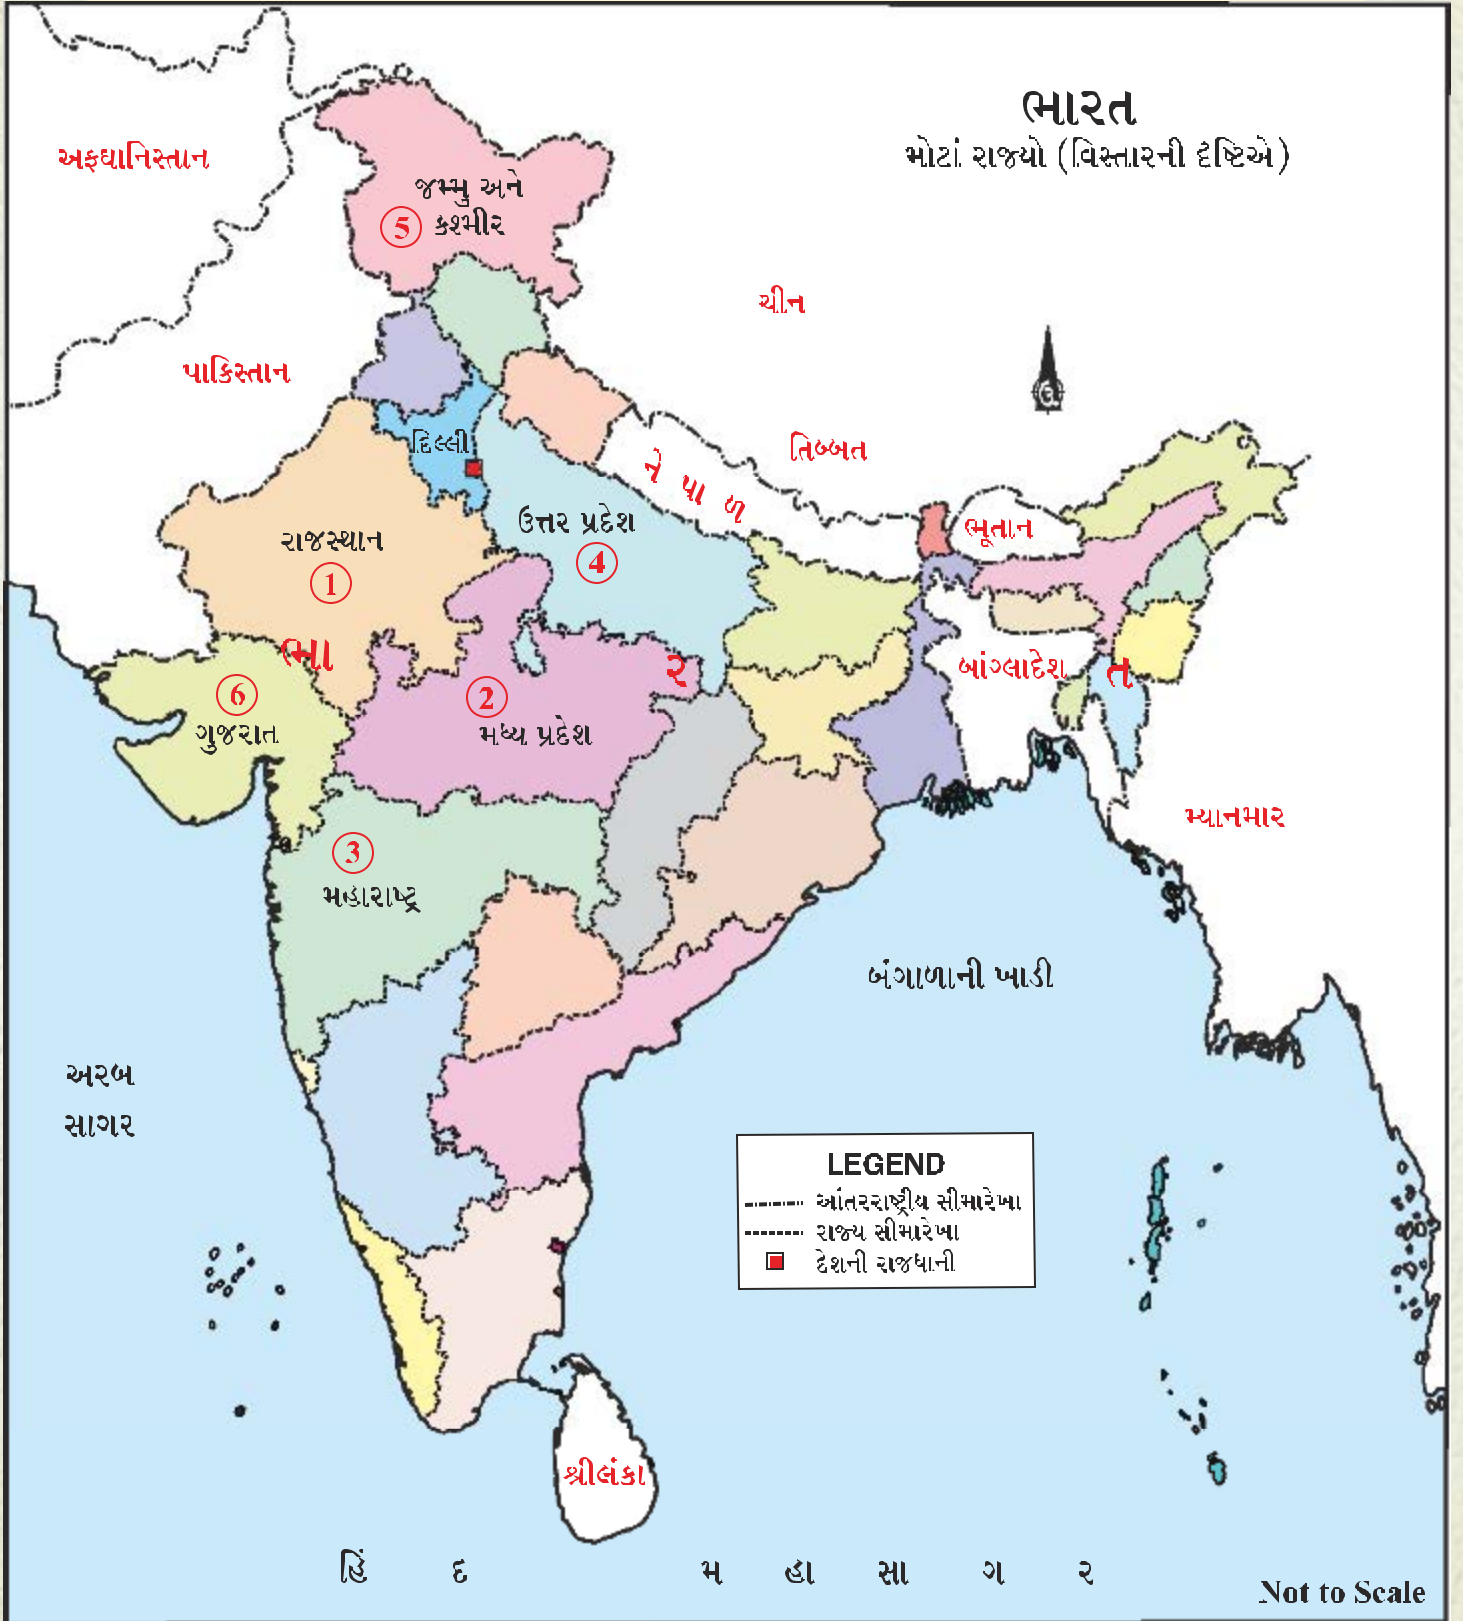 ભારત
મોટાં રાજ્યો (વિસ્તારની દૃષ્ટિએ)
અફઘાનિસ્તાન
જમ્મુ અને
5 કશ્મીર
ચીન
પાકિસ્તાન
દિલ્લી
તિબ્બત
ને પા ળ
ઉત્તર પ્રદેશ
4
ભૂતાન
રાજસ્થાન
1
ભા
ર
ત
બાંગ્લાદેશ
6
ગુજરાત
2
મધ્ય પ્રદેશ
મ્યાનમાર
3
મહારાષ્ટ્ર
બંગાળાની ખાડી
અરબ
સાગર
LEGEND
આંતરરાષ્ટ્રીય સીમારેખા
રાજ્ય સીમારેખા
દેશની રાજધાની
શ્રીલંકા
હિં દ મ હા સા ગ ર
Not to Scale